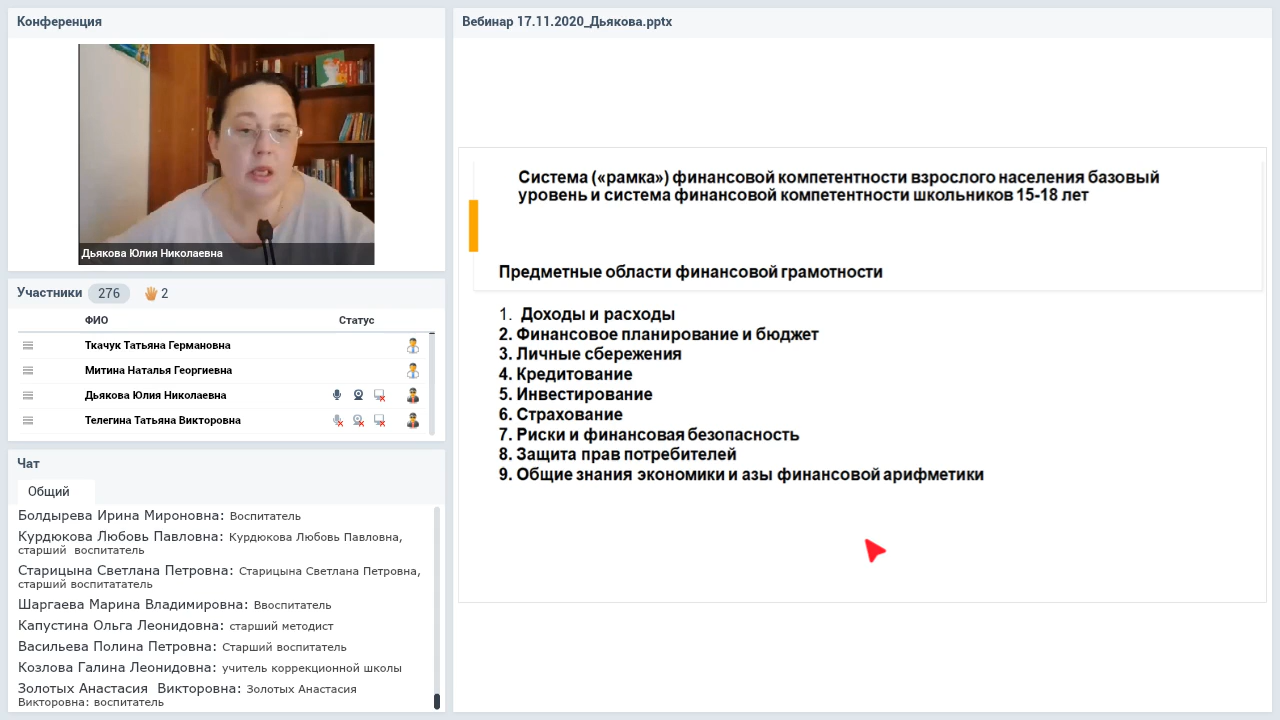 Конференция
Дьякова Юлия Николаевна
Участники 276 2
ФИО Статус
Ткачук Татьяна Германовна
Митина Наталья Георгиевна
Дьякова Юлия Николаевна
Телегина Татьяна Викторовна
Чат
Общий
Болдырева Ирина Мироновна: Воспитатель
Курдюкова Любовь Павловна: Курдюкова Любовь Павловна,
старший воспитатель
Старицына Светлана Петровна: Старицына Светлана Петровна,
старший воспитататель
Шаргаева Марина Владимировна: Ввоспитатель
Капустина Ольга Леонидовна: старший методист
Васильева Полина Петровна: Старший воспитатель
Козлова Галина Леонидовна: учитель коррекционной школы
Золотых Анастасия Викторовна: Золотых Анастасия
Викторовна: воспитатель
Вебинар 17.11.2020_Дьякова.pptx
Система («рамка») финансовой компетентности взрослого населения базовый
уровень и система финансовой компетентности школьников 15-18 лет
Предметные области финансовой грамотности
1. Доходы и расходы
2. Финансовое планирование и бюджет
3. Личные сбережения
4. Кредитование
5. Инвестирование
6. Страхование
7. Риски и финансовая безопасность
8. Защита прав потребителей
9. Общие знания экономики и азы финансовой арифметики